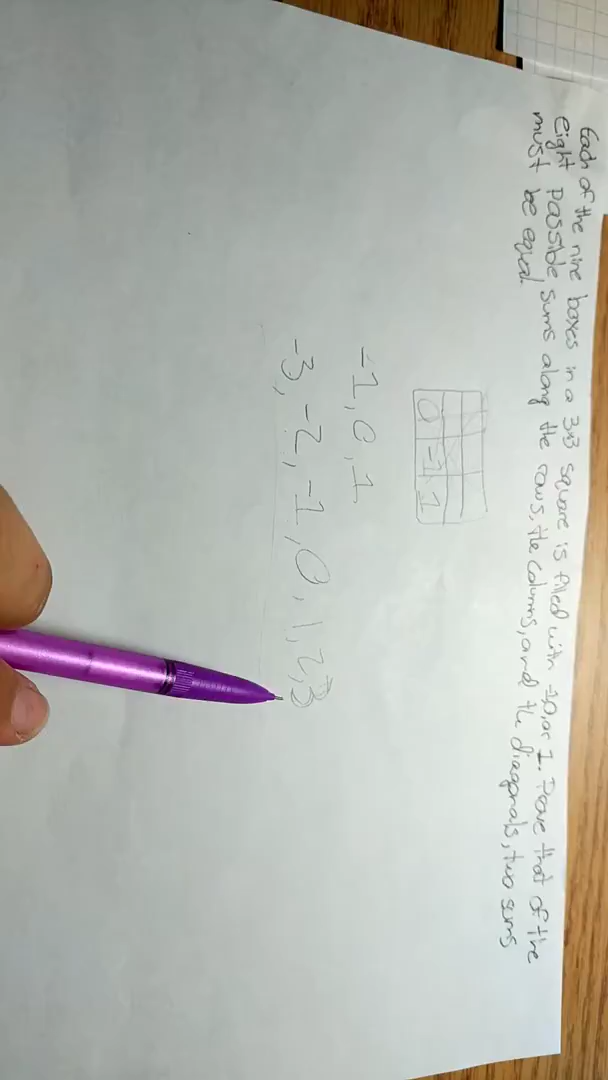 Each of the nine boxes in a 3x3 square is filled with -1,0,or 1. Prove that of the
eight possible sums along the rows, the columns, and the diagonals, two sums
must be equal.
0 -1 1
-1, 0, 1
-3, -2, -1, 0, 1, 2, 3